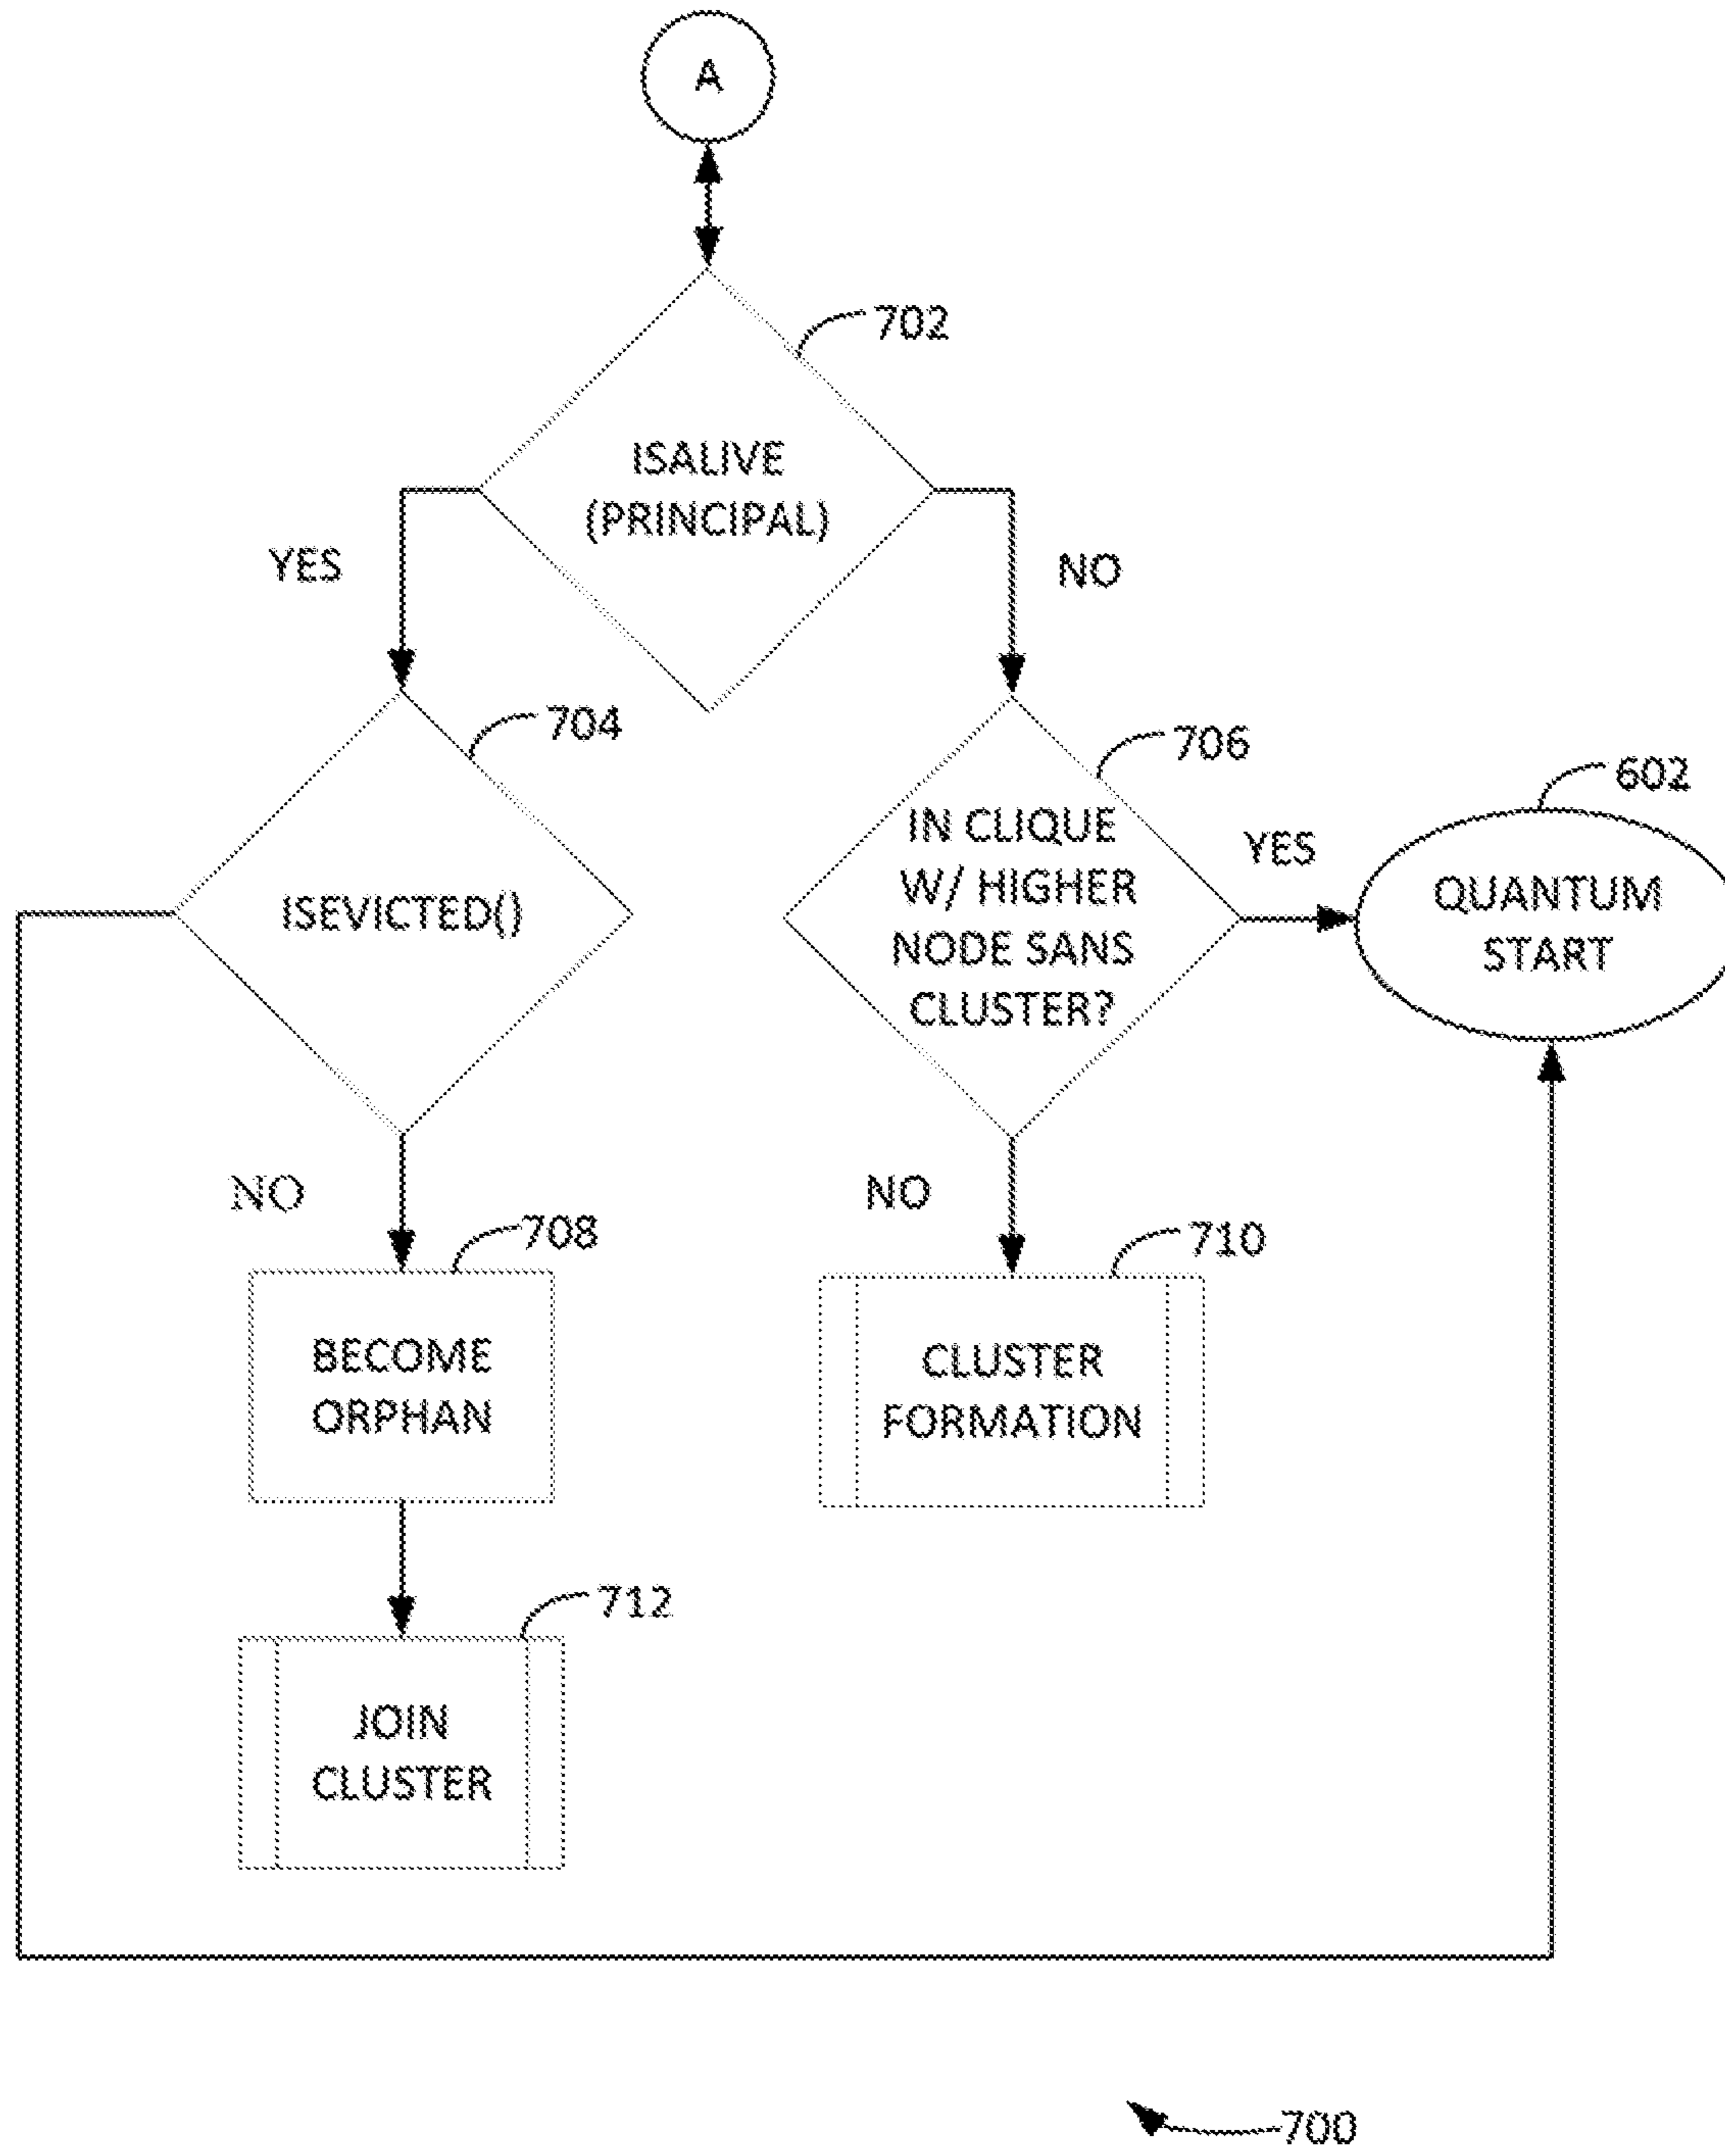 A
702
ISALIVE
(PRINCIPAL)
YES
NO
704
706
602
ISEVICTED()
IN CLIQUE
W/ HIGHER
NODE SANS
CLUSTER?
YES
QUANTUM
START
NO
NO
708
710
BECOME
ORPHAN
CLUSTER
FORMATION
712
JOIN
CLUSTER
700